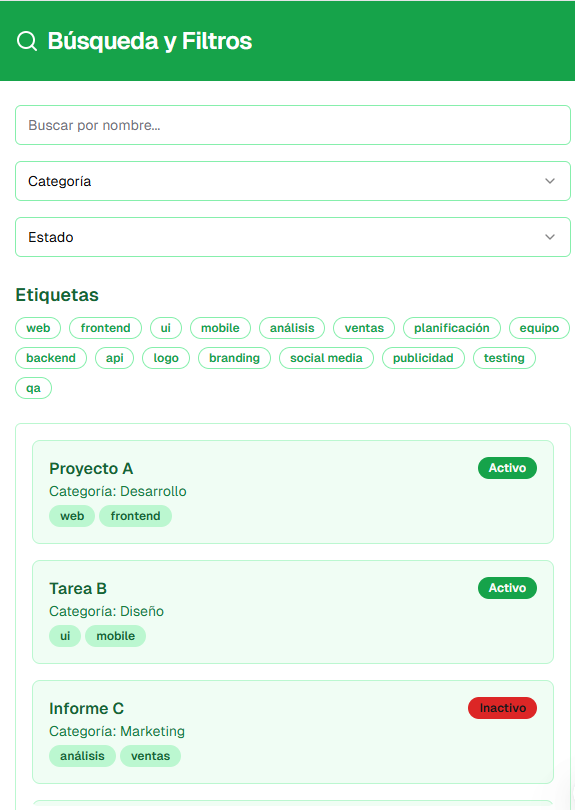 Búsqueda y Filtros
Buscar por nombre...
Categoría
Estado
Etiquetas
web frontend ui mobile análisis ventas planificación equipo
backend api logo branding social media publicidad testing
qa
Proyecto A Activo
Categoría: Desarrollo
web frontend
Tarea B Activo
Categoría: Diseño
ui mobile
Informe C Inactivo
Categoría: Marketing
análisis ventas